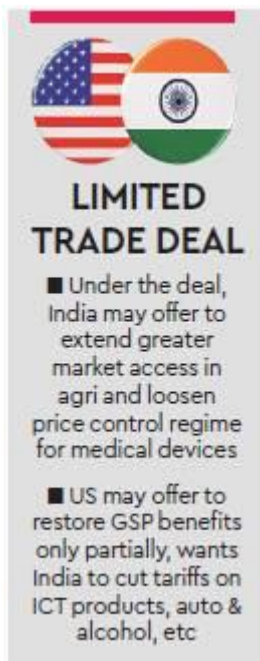 LIMITED
TRADE DEAL
■ Under the deal,
India may offer to
extend greater
market access in
agri and loosen
price control regime
for medical devices
■ US may offer to
restore GSP benefits
only partially, wants
India to cut tariffs on
ICT products, auto &
alcohol, etc